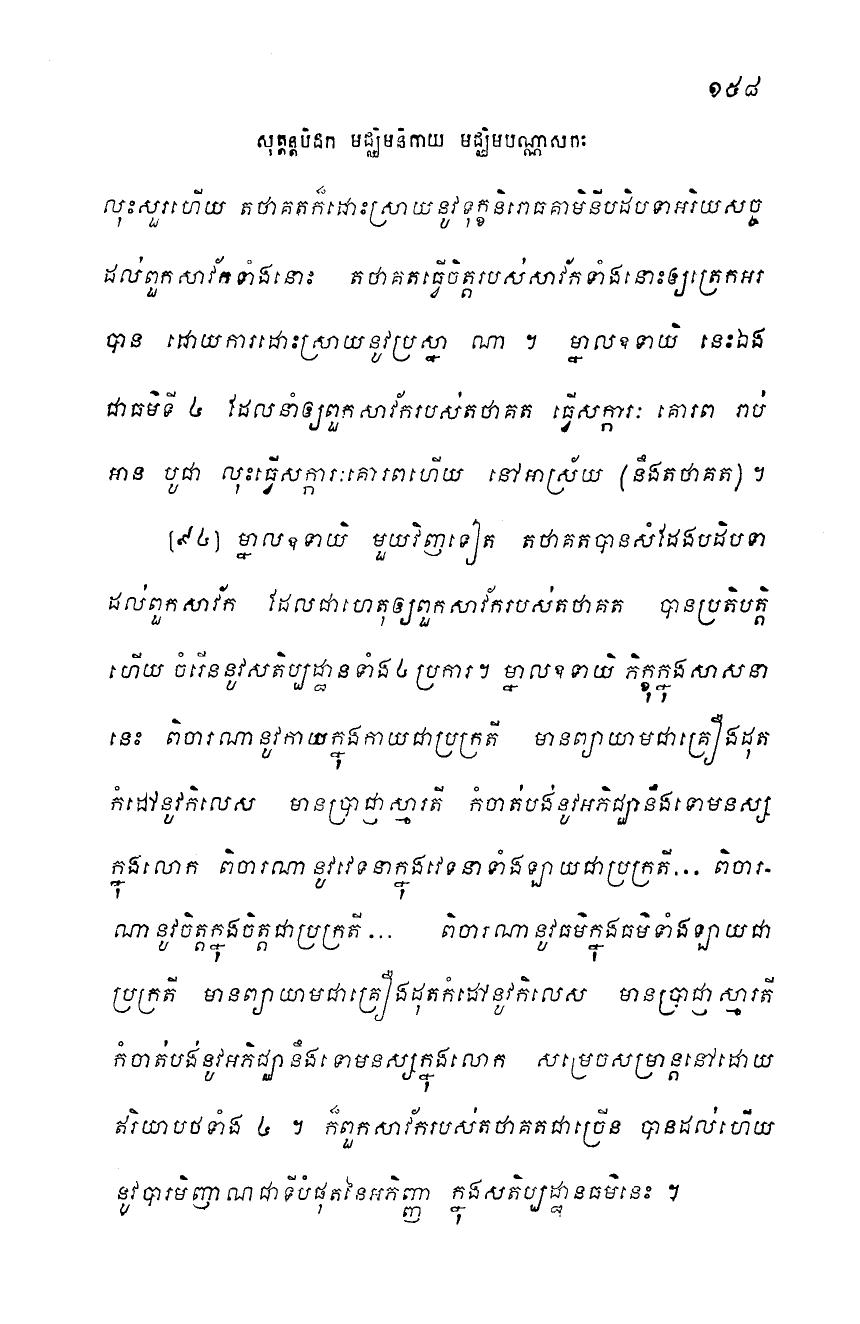 ១៥៨
សុត្តន្តបិដក មជ្ឈិមនិកាយ មជ្ឈិមបណ្ណាសកៈ
លុះសួរហើយ តថាគតក៏ដោះស្រាយនូវទុក្ខនិរោធគាមិនីបដិបទាអរិយសច្ច
ដល់ពួកសាវ័កទាំងនោះ តថាគតធ្វើចិត្តរបស់សាវ័កទាំងនោះឲ្យត្រេកអរ
បាន ដោយការដោះស្រាយនូវប្រស្នា ណា ។ ម្នាលឧទាយិ នេះឯង
ជាធម៌ទី ៤ ដែលនាំឲ្យពួកសាវ័ករបស់តថាគត ធ្វើសក្ការៈ គោរព រាប់
អាន បូជា លុះធ្វើសក្ការៈគោរពហើយ នៅអាស្រ័យ (នឹងតថាគត) ។
[៩៤] ម្នាលឧទាយិ មួយវិញទៀត តថាគតបានសំដែងបដិបទា
ដល់ពួកសាវ័ក ដែលជាហេតុឲ្យពួកសាវ័ករបស់តថាគត បានប្រតិបត្តិ
ហើយ ចំរើននូវសតិប្បដ្ឋានទាំង៤ប្រការ។ ម្នាលឧទាយិ ភិក្ខុក្នុងសាសនា
នេះ ពិចារណានូវកាយក្នុងកាយជាប្រក្រតី មានព្យាយាមជាគ្រឿងដុត
កំដៅនូវកិលេស មានប្រាជ្ញាស្មារតី កំចាត់បង់នូវអភិជ្ឈានឹងទោមនស្ស
ក្នុងលោក ពិចារណានូវវេទនាក្នុងវេទនាទាំងឡាយជាប្រក្រតី... ពិចារ-
ណានូវចិត្តក្នុងចិត្តជាប្រក្រតី... ពិចារណានូវធម៌ក្នុងធម៌ទាំងឡាយជា
ប្រក្រតី មានព្យាយាមជាគ្រឿងដុតកំដៅនូវកិលេស មានប្រាជ្ញាស្មារតី
កំចាត់បង់នូវអភិជ្ឈានឹងទោមនស្សក្នុងលោក សម្រេចសម្រាន្តនៅដោយ
ឥរិយាបថទាំង ៤ ។ ក៏ពួកសាវ័ករបស់តថាគតជាច្រើន បានដល់ហើយ
នូវបារមិញាណជាទីបំផុតនៃអភិញ្ញា ក្នុងសតិប្បដ្ឋានធម៌នេះ ។